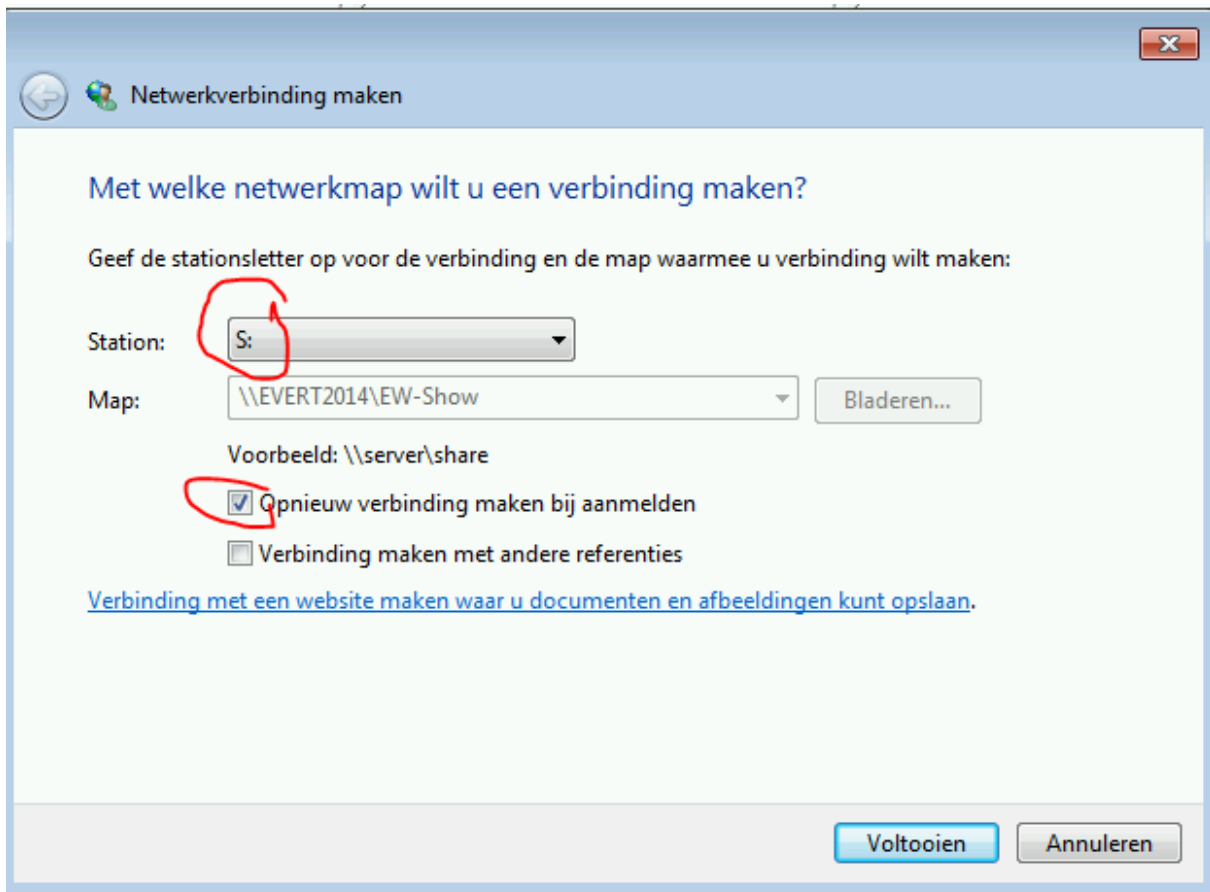 Netwerkverbinding maken
Met welke netwerkmap wilt u een verbinding maken?
Geef de stationsletter op voor de verbinding en de map waarmee u verbinding wilt maken:
Station: S:
Map: \\EVERT2014\EW-Show Bladeren...
Voorbeeld: \\server\share
Opnieuw verbinding maken bij aanmelden
Verbinding maken met andere referenties
Verbinding met een website maken waar u documenten en afbeeldingen kunt opslaan.
Voltooien Annuleren